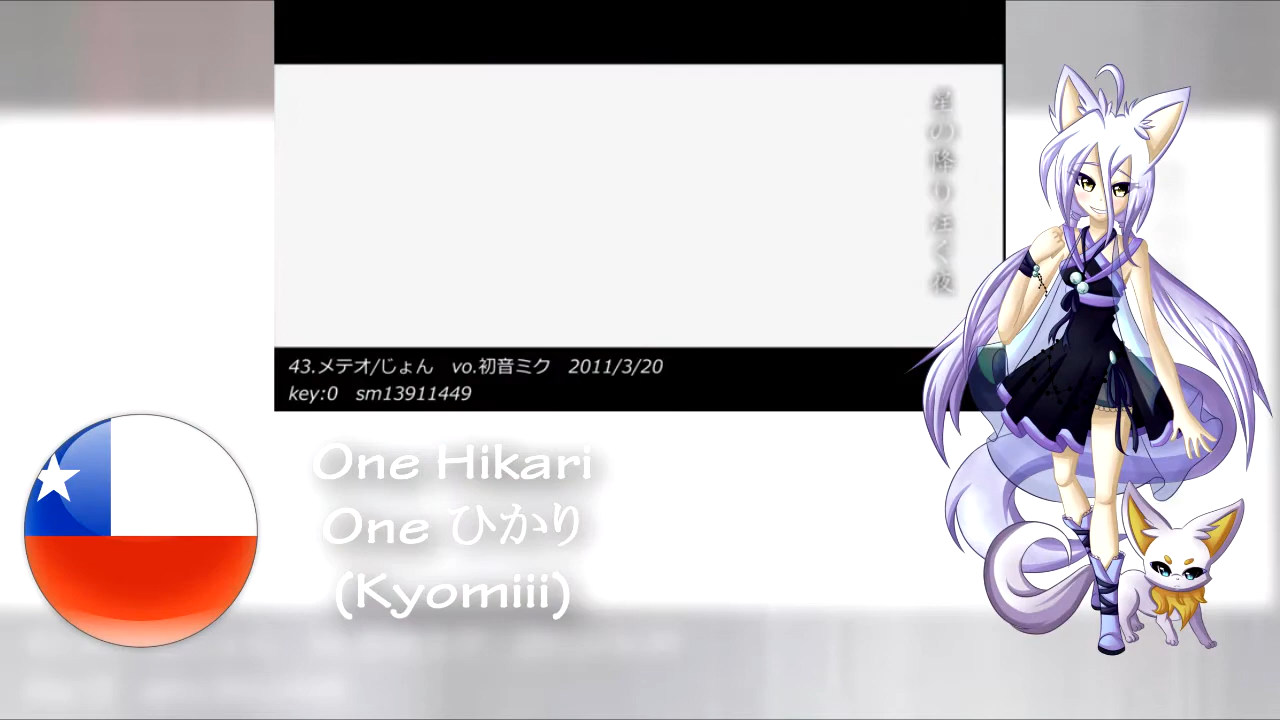 星の降り注ぐ夜
43.メテオ/じょん vo.初音ミク 2011/3/20
key:0 sm13911449
One Hikari
One ひかり
(Kyomiii)